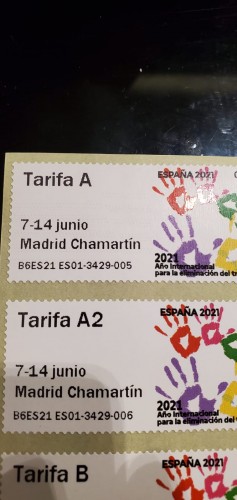 Tarifa A
ESPAÑA 2021
7-14 junio
Madrid Chamartín
B6ES21 ES01-3429-005
2021
Año Internacional
para la eliminación del
Tarifa A2
ESPAÑA 2021
7-14 junio
Madrid Chamartín
B6ES21 ES01-3429-006
2021
Año Internacional
para la eliminación del
Tarifa B
ESPAÑA 2021